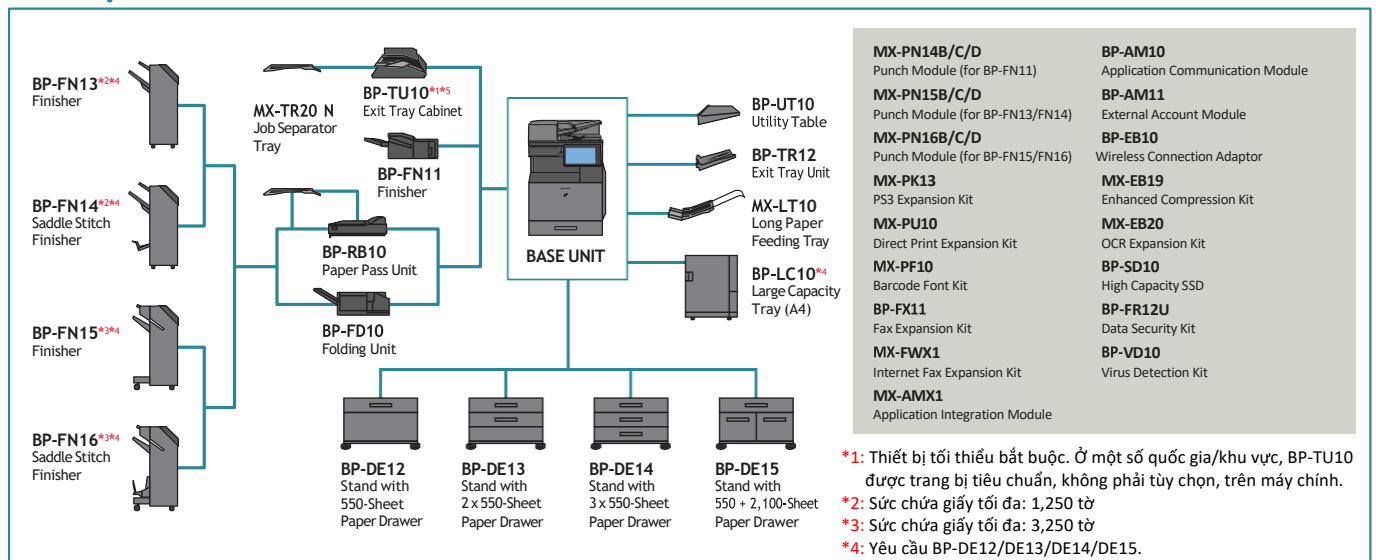 BP-FN13*2*4
Finisher
BP-FN14*2*4
Saddle Stitch
Finisher
BP-FN15*3*4
Finisher
BP-FN16*3*4
Saddle Stitch
Finisher
MX-TR20 N
Job Separator
Tray
BP-TU10*1*5
Exit Tray Cabinet
BP-FN11
Finisher
BP-RB10
Paper Pass Unit
BP-FD10
Folding Unit
BASE UNIT
BP-UT10
Utility Table
BP-TR12
Exit Tray Unit
MX-LT10
Long Paper
Feeding Tray
BP-LC10*4
Large Capacity
Tray (A4)
BP-DE12
Stand with
550-Sheet
Paper Drawer
BP-DE13
Stand with
2 x 550-Sheet
Paper Drawer
BP-DE14
Stand with
3 x 550-Sheet
Paper Drawer
BP-DE15
Stand with
550 + 2,100-Sheet
Paper Drawer
MX-PN14B/C/D
Punch Module (for BP-FN11)
MX-PN15B/C/D
Punch Module (for BP-FN13/FN14)
MX-PN16B/C/D
Punch Module (for BP-FN15/FN16)
MX-PK13
PS3 Expansion Kit
MX-PU10
Direct Print Expansion Kit
MX-PF10
Barcode Font Kit
BP-FX11
Fax Expansion Kit
MX-FWX1
Internet Fax Expansion Kit
MX-AMX1
Application Integration Module
BP-AM10
Application Communication Module
BP-AM11
External Account Module
BP-EB10
Wireless Connection Adaptor
MX-EB19
Enhanced Compression Kit
MX-EB20
OCR Expansion Kit
BP-SD10
High Capacity SSD
BP-FR12U
Data Security Kit
BP-VD10
Virus Detection Kit
*1: Thiết bị tối thiểu bắt buộc. Ở một số quốc gia/khu vực, BP-TU10
được trang bị tiêu chuẩn, không phải tùy chọn, trên máy chính.
*2: Sức chứa giấy tối đa: 1,250 tờ
*3: Sức chứa giấy tối đa: 3,250 tờ
*4: Yêu cầu BP-DE12/DE13/DE14/DE15.